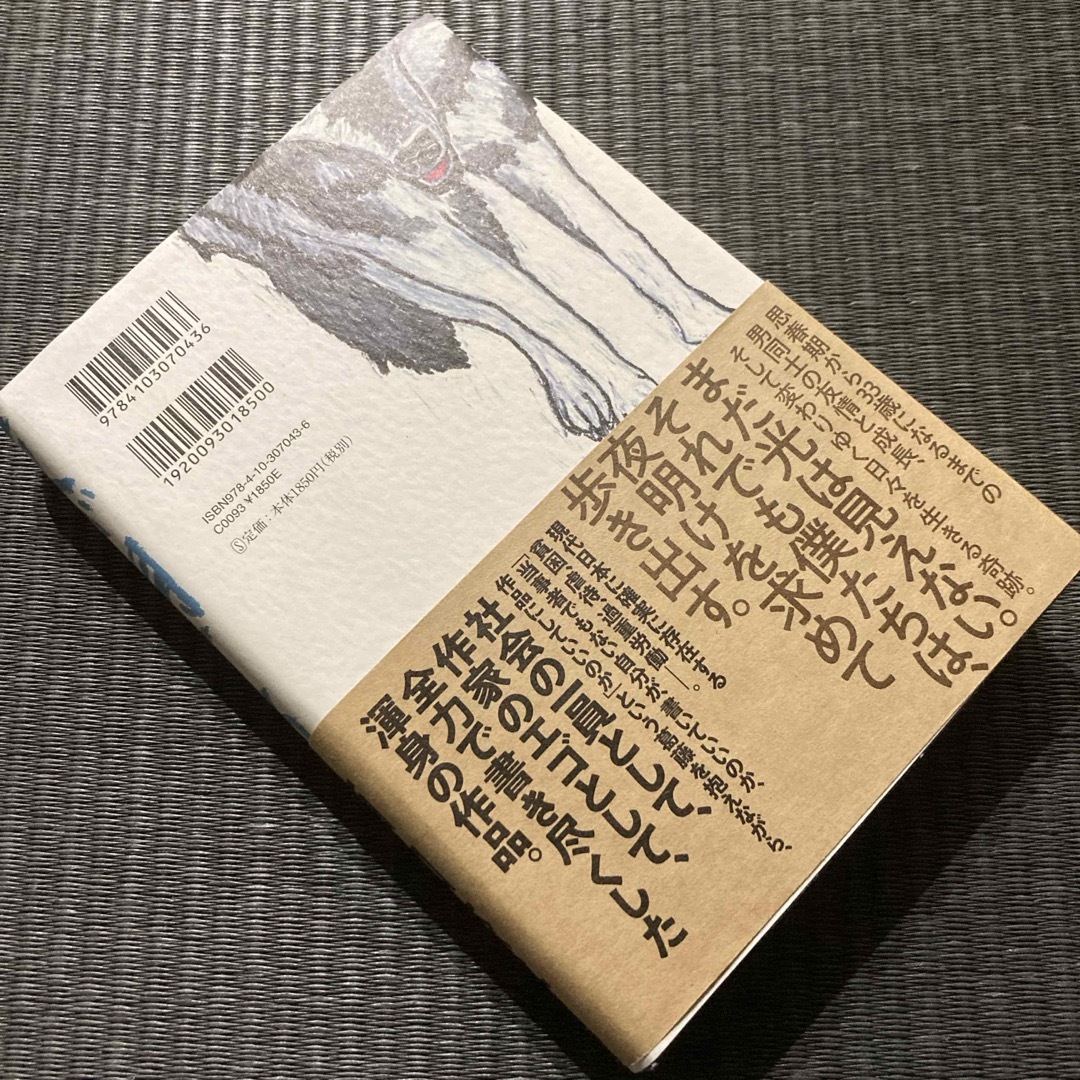 9784103070436
1920093018500
ISBN978-4-10-307043-6
C0093 ¥1850E
Ⓢ定価：本体1850円（税別）
思春期から33歳になるまでの
男同士の友情と成長、
そして変わりゆく日々を生きる奇跡。
まだ光は見えない。
それでも僕たちは、
夜明けを求めて
歩き出す。
現代日本に確実に存在する
貧困、虐待、過重労働―。
「当事者でもない自分が、書いていいのか、
作品にしていいのか」という葛藤を抱えながら、
社会の一員として、
作家のエゴとして、
全力で書き尽くした
渾身の作品。